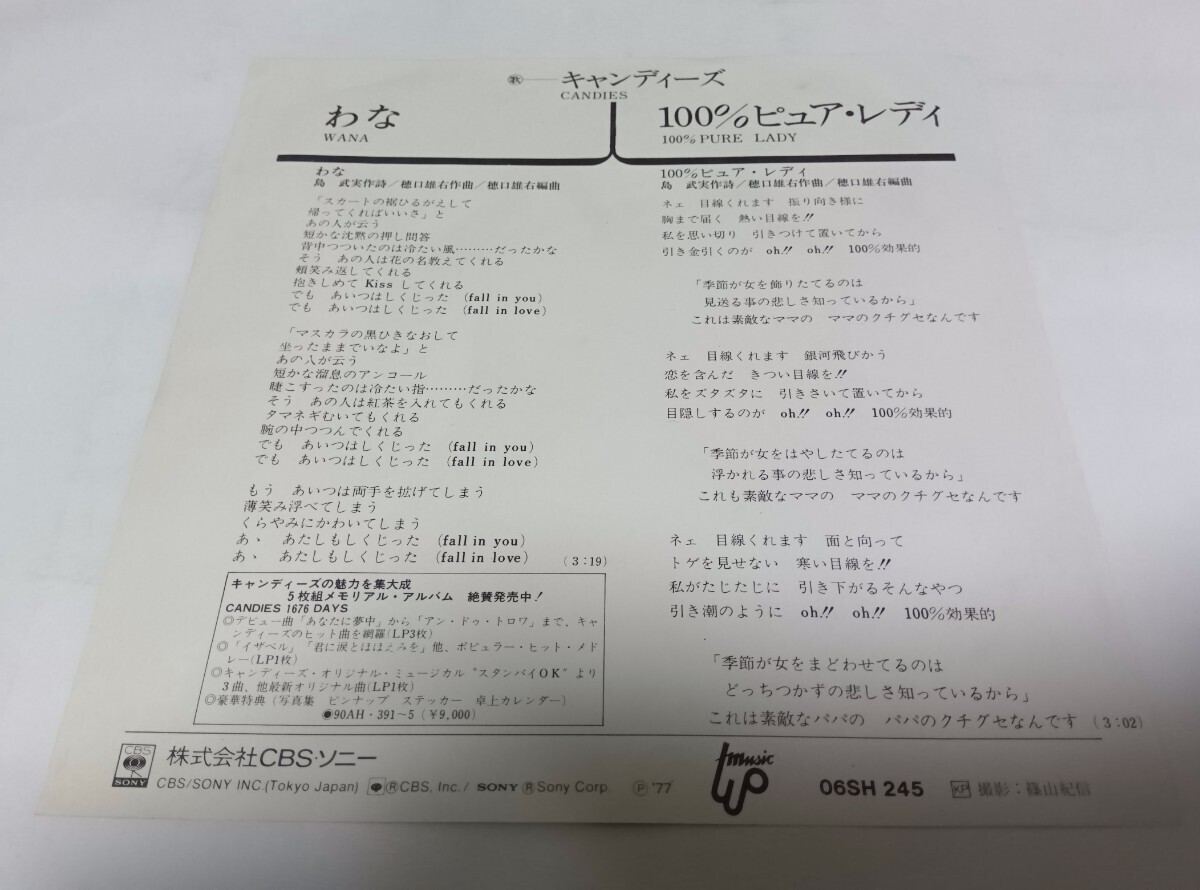 歌──キャンディーズ
CANDIES
わな
WANA
100%ピュア・レディ
100% PURE LADY
わな
島 武実作詩/穂口雄右作曲/穂口雄右編曲
「スカートの裾ひるがえして
帰ってくればいいさ」と
あの人が云う
短かな沈黙の押し問答
背中つついたのは冷たい風………だったかな
そう あの人は花の名教えてくれる
頬笑み返してくれる
抱きしめて Kiss してくれる
でも あいつはしくじった (fall in you)
でも あいつはしくじった (fall in love)
「マスカラの黒ひきなおして
坐ったままでいなよ」と
あの人が云う
短かな溜息のアンコール
睫こすったのは冷たい指………だったかな
そう あの人は紅茶を入れてもくれる
タマネギむいてもくれる
腕の中つつんでくれる
でも あいつはしくじった (fall in you)
でも あいつはしくじった (fall in love)
もう あいつは両手を拡げてしまう
薄笑み浮べてしまう
くらやみにかわいてしまう
あゝ あたしもしくじった (fall in you)
あゝ あたしもしくじった (fall in love) (3:19)
キャンディーズの魅力を集大成
5枚組メモリアル・アルバム 絶賛発売中!
CANDIES 1676 DAYS
◎デビュー曲「あなたに夢中」から「アン・ドゥ・トロワ」まで、キャ
ンディーズのヒット曲を網羅(LP3枚)
◎「イザベル」「君に涙とほほえみを」他、ポピュラー・ヒット・メド
レー(LP1枚)
◎キャンディーズ・オリジナル・ミュージカル“スタンバイOK”より
3曲、他最新オリジナル曲(LP1枚)
◎豪華特典(写真集 ピンナップ ステッカー 卓上カレンダー)
●90AH・391~5(¥9,000)
100%ピュア・レディ
島 武実作詩/穂口雄右作曲/穂口雄右編曲
ネェ 目線くれます 振り向き様に
胸まで届く 熱い目線を!!
私を思い切り 引きつけて置いてから
引き金引くのが oh!! oh!! 100%効果的
「季節が女を飾りたてるのは
見送る事の悲しさ知っているから」
これは素敵なママの ママのクチグセなんです
ネェ 目線くれます 銀河飛びかう
恋を含んだ きつい目線を!!
私をズタズタに 引きさいて置いてから
目隠しするのが oh!! oh!! 100%効果的
「季節が女をはやしたてるのは
浮かれる事の悲しさ知っているから」
これも素敵なママの ママのクチグセなんです
ネェ 目線くれます 面と向って
トゲを見せない 寒い目線を!!
私がたじたじに 引き下がるそんなやつ
引き潮のように oh!! oh!! 100%効果的
「季節が女をまどわせてるのは
どっちつかずの悲しさ知っているから」
これは素敵なパパの パパのクチグセなんです (3:02)
CBS
SONY
株式会社CBS・ソニー
CBS/SONY INC.(Tokyo Japan) ®CBS, Inc./ SONY ®Sony Corp. Ⓟ'77
music
up
06SH 245
KP 撮影:篠山紀信